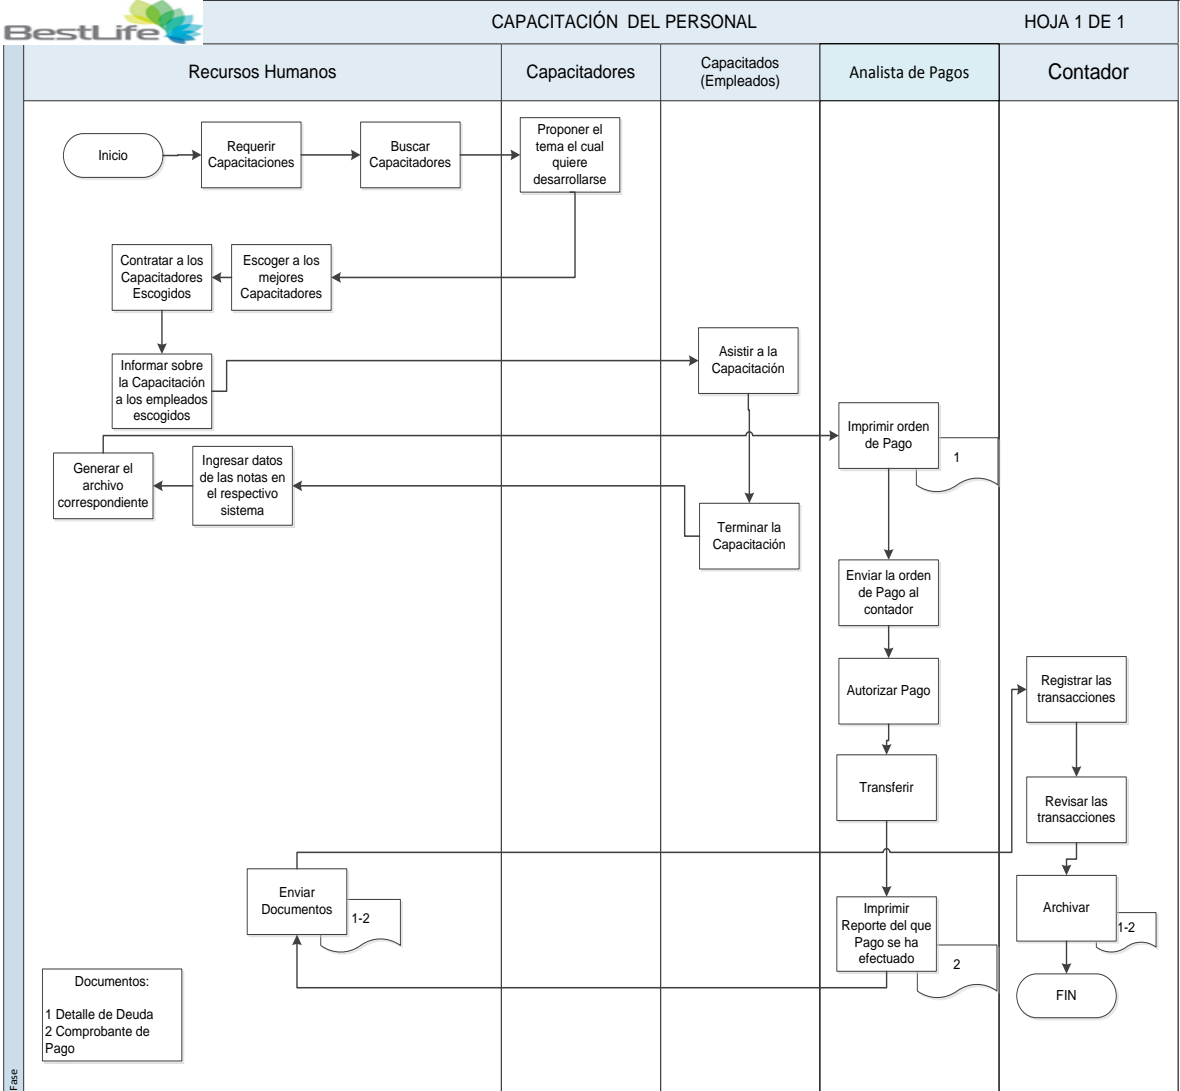 BestLife
CAPACITACIÓN DEL PERSONAL
HOJA 1 DE 1
Recursos Humanos
Capacitadores
Capacitados
(Empleados)
Analista de Pagos
Contador
Inicio
Requerir
Capacitaciones
Buscar
Capacitadores
Proponer el
tema el cual
quiere
desarrollarse
Contratar a los
Capacitadores
Escogidos
Escoger a los
mejores
Capacitadores
Informar sobre
la Capacitación
a los empleados
escogidos
Asistir a la
Capacitación
Imprimir orden
de Pago
1
Generar el
archivo
correspondiente
Ingresar datos
de las notas en
el respectivo
sistema
Terminar la
Capacitación
Enviar la orden
de Pago al
contador
Autorizar Pago
Registrar las
transacciones
Transferir
Revisar las
transacciones
Enviar
Documentos
1-2
Imprimir
Reporte del que
Pago se ha
efectuado
2
Archivar
1-2
FIN
Documentos:
1 Detalle de Deuda
2 Comprobante de
Pago
Fase